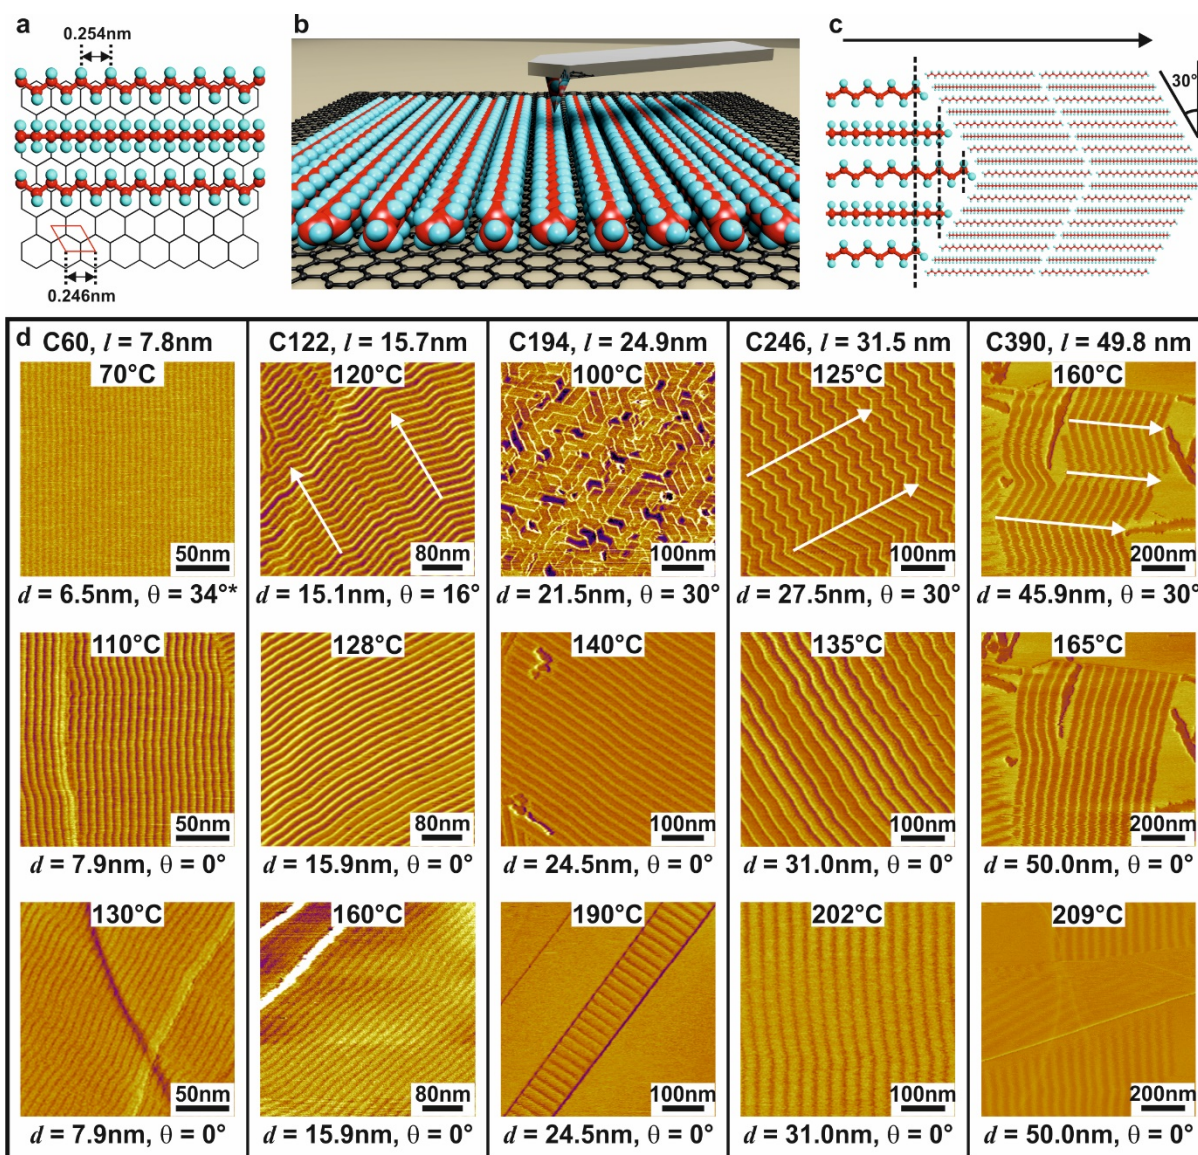 a
0.254nm
0.246nm
b
c
30°
d
C60, l = 7.8nm
C122, l = 15.7nm
C194, l = 24.9nm
C246, l = 31.5 nm
C390, l = 49.8 nm
70°C
120°C
100°C
125°C
160°C
50nm
80nm
100nm
100nm
200nm
d = 6.5nm, θ = 34°*
d = 15.1nm, θ = 16°
d = 21.5nm, θ = 30°
d = 27.5nm, θ = 30°
d = 45.9nm, θ = 30°
110°C
128°C
140°C
135°C
165°C
50nm
80nm
100nm
100nm
200nm
d = 7.9nm, θ = 0°
d = 15.9nm, θ = 0°
d = 24.5nm, θ = 0°
d = 31.0nm, θ = 0°
d = 50.0nm, θ = 0°
130°C
160°C
190°C
202°C
209°C
50nm
80nm
100nm
100nm
200nm
d = 7.9nm, θ = 0°
d = 15.9nm, θ = 0°
d = 24.5nm, θ = 0°
d = 31.0nm, θ = 0°
d = 50.0nm, θ = 0°